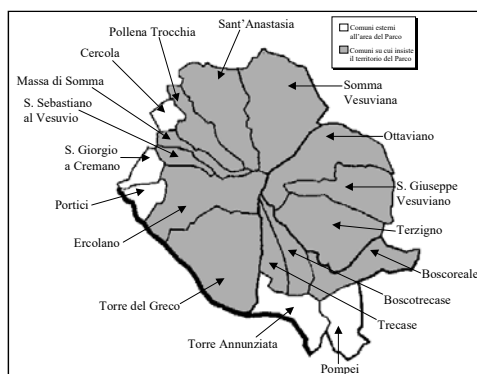 Comuni esterni
all'area del Parco
Comuni su cui insiste
il territorio del Parco
Sant'Anastasia
Pollena Trocchia
Cercola
Massa di Somma
S. Sebastiano
al Vesuvio
S. Giorgio
a Cremano
Portici
Ercolano
Torre del Greco
Torre Annunziata
Somma
Vesuviana
Ottaviano
S. Giuseppe
Vesuviano
Terzigno
Boscoreale
Boscotrecase
Trecase
Pompei